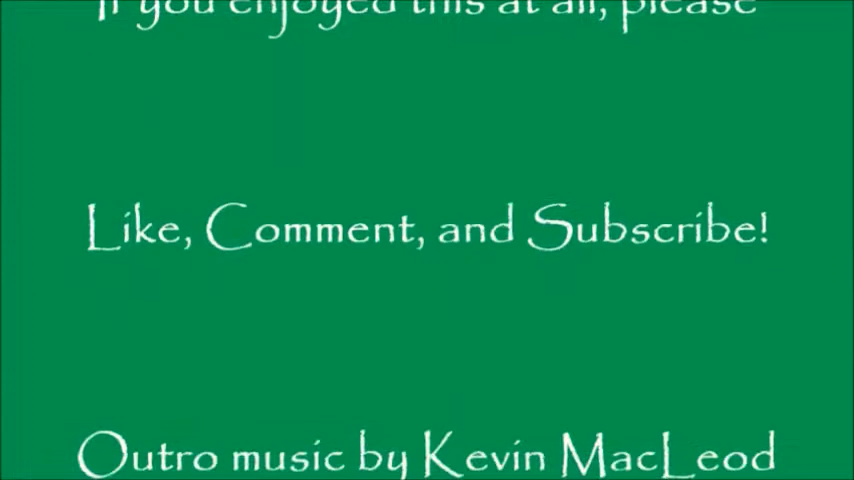 If you enjoyed this at all, please
Like, Comment, and Subscribe!
Outro music by Kevin MacLeod